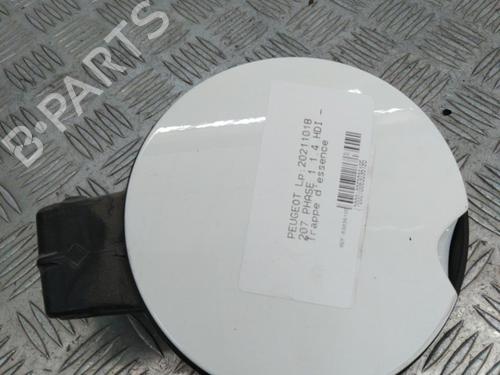 B-PARTS
PEUGEOT LP:20211018
207 PHASE 1 1.4 HDI -
Trappe d'essence